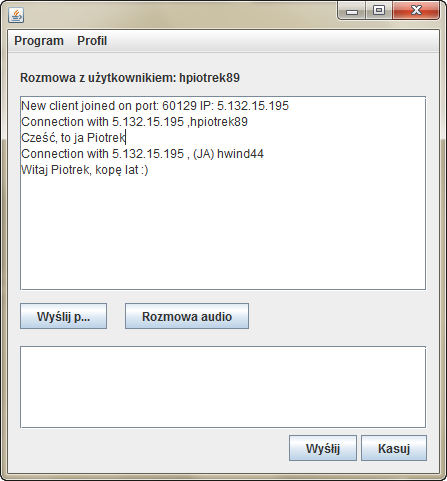 Program Profil
Rozmowa z użytkownikiem: hpiotrek89
New client joined on port: 60129 IP: 5.132.15.195
Connection with 5.132.15.195 ,hpiotrek89
Cześć, to ja Piotrek
Connection with 5.132.15.195 , (JA) hwind44
Witaj Piotrek, kopę lat :)
Wyślij p... Rozmowa audio
Wyślij Kasuj